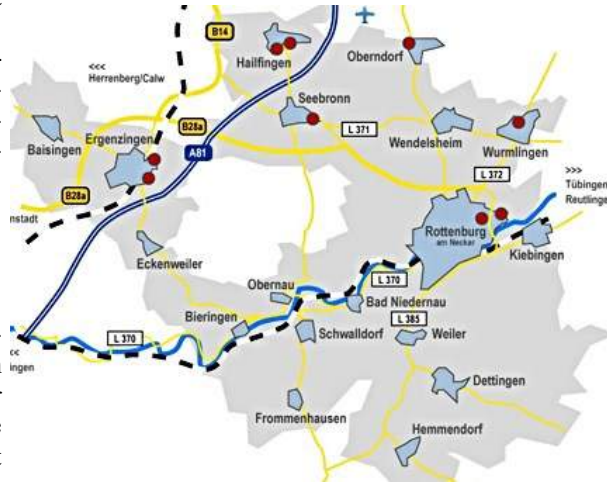 B14
Hailfingen
Oberndorf
<<<
Herrenberg/Calw
Seebronn
B28a
L 371
Baisingen
Ergenzingen
Wendelsheim
Wurmlingen
A81
L 372
>>>
Tübingen
Reutlingen
B28a
Rottenburg
am Neckar
Kiebingen
Eckenweiler
L 370
Obernau
Bad Niedernau
Bieringen
L 385
L 370
Schwalldorf
Weiler
Dettingen
Frommenhausen
Hemmendorf